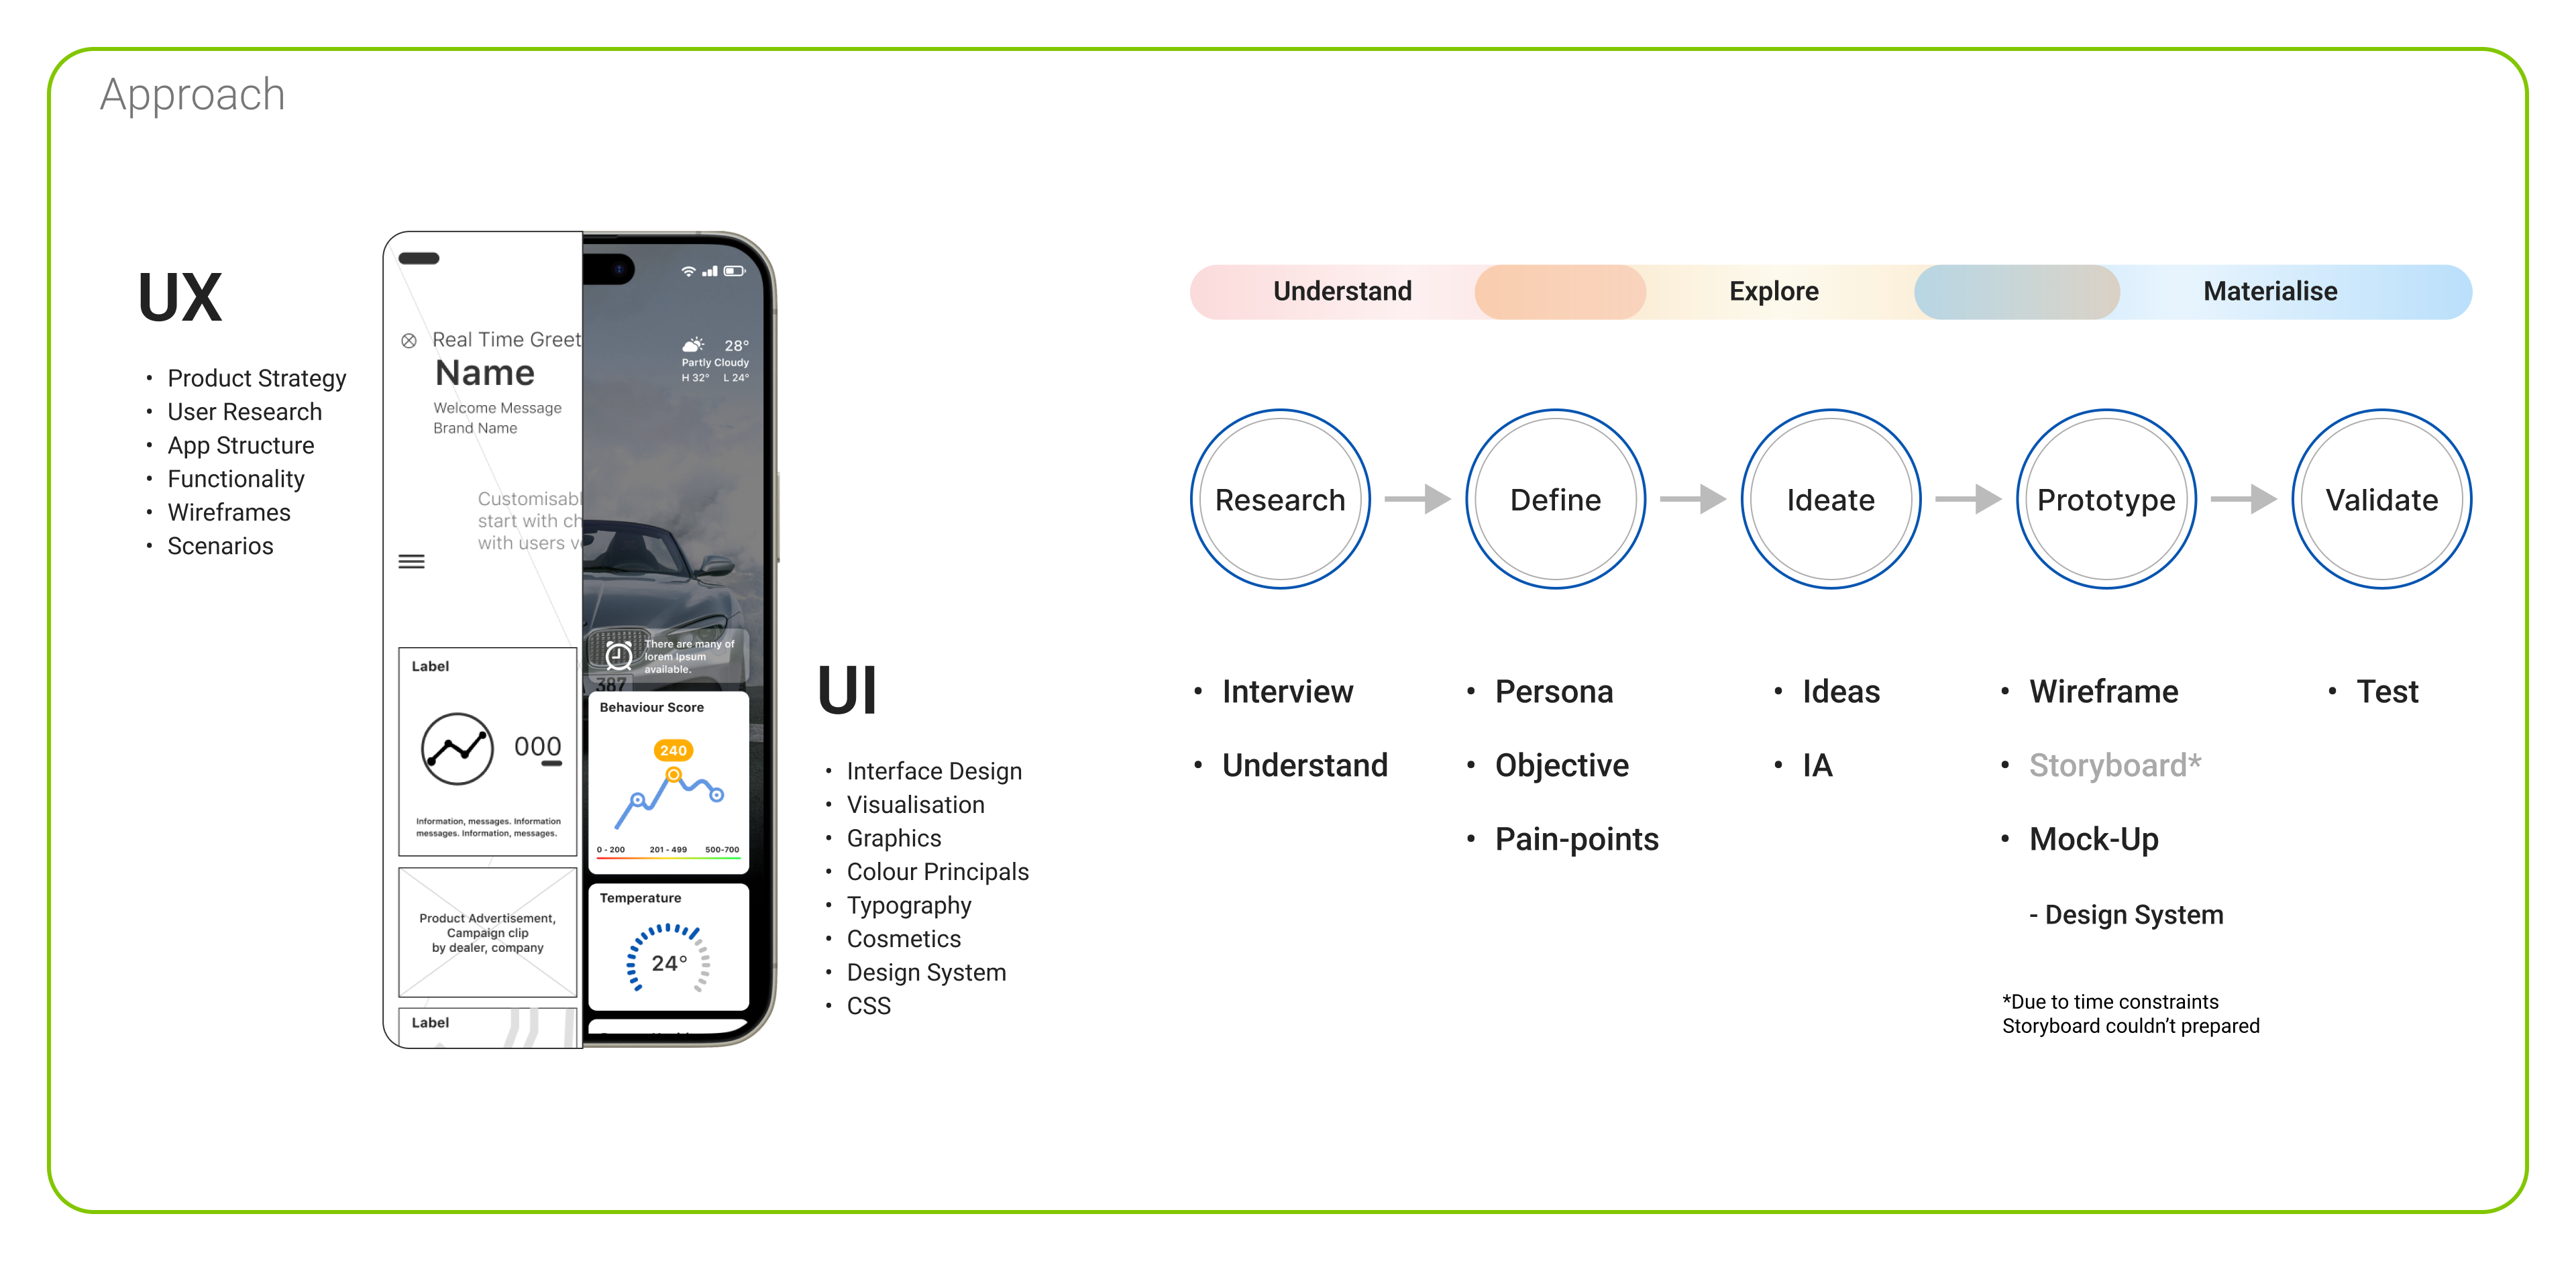 Approach
UX
Product Strategy
User Research
App Structure
Functionality
Wireframes
Scenarios
Real Time Greet
Name
Welcome Message
Brand Name
Customisabl
start with ch
with users v
Label
000
Information, messages. Information
messages. Information, messages.
Product Advertisement,
Campaign clip
by dealer, company
Label
28°
Partly Cloudy
H 32° L 24°
There are many of
lorem Ipsum
available.
387
Behaviour Score
240
0 - 200 201 - 499 500-700
Temperature
24°
UI
Interface Design
Visualisation
Graphics
Colour Principals
Typography
Cosmetics
Design System
CSS
Understand Explore Materialise
Research Define Ideate Prototype Validate
Interview
Understand
Persona
Objective
Pain-points
Ideas
IA
Wireframe
Storyboard*
Mock-Up
- Design System
*Due to time constraints
Storyboard couldn’t prepared
Test